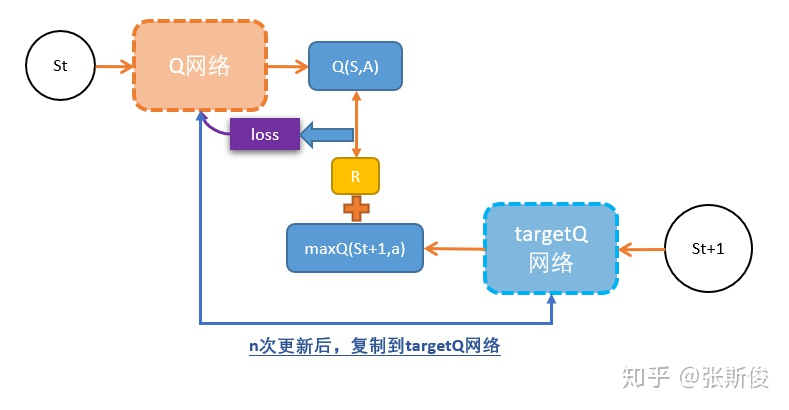 St
Q网络
Q(S,A)
loss
R
maxQ(St+1,a)
targetQ
网络
St+1
n次更新后，复制到targetQ网络
知乎 @张斯俊